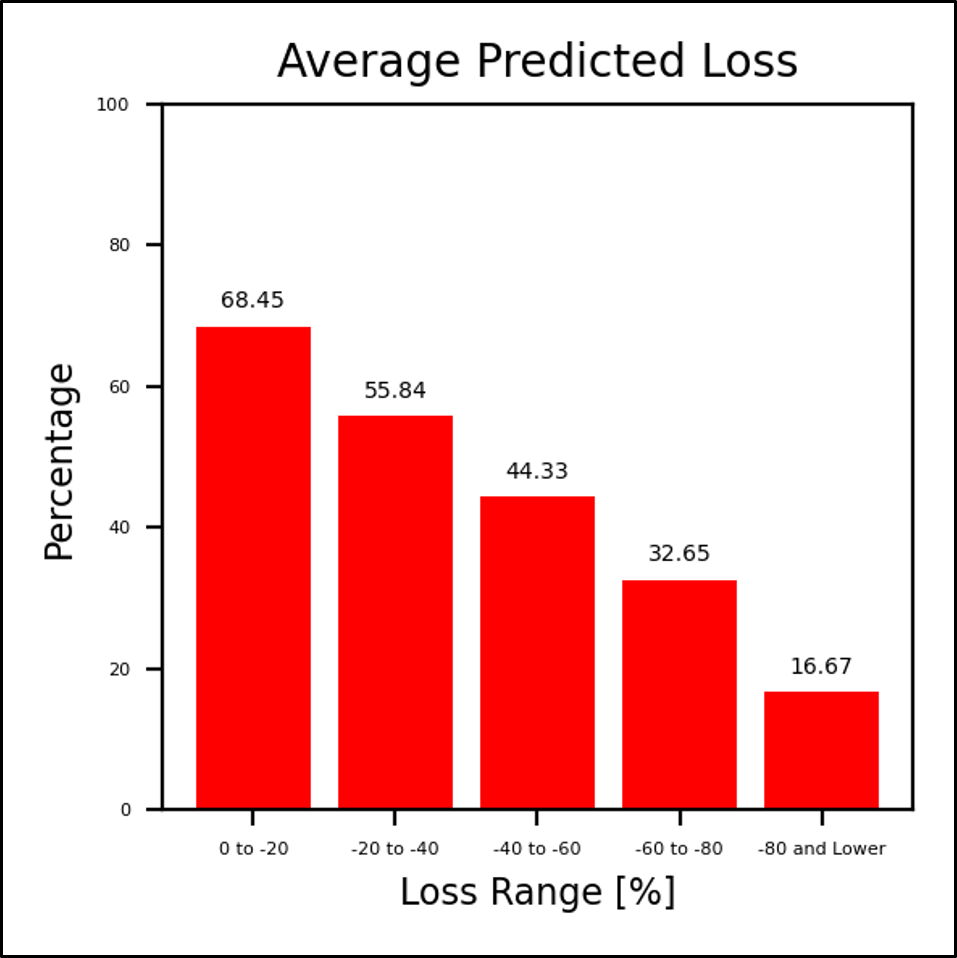 Average Predicted Loss
100
80
60
40
20
0
Percentage
68.45
55.84
44.33
32.65
16.67
0 to -20
-20 to -40
-40 to -60
-60 to -80
-80 and Lower
Loss Range [%]